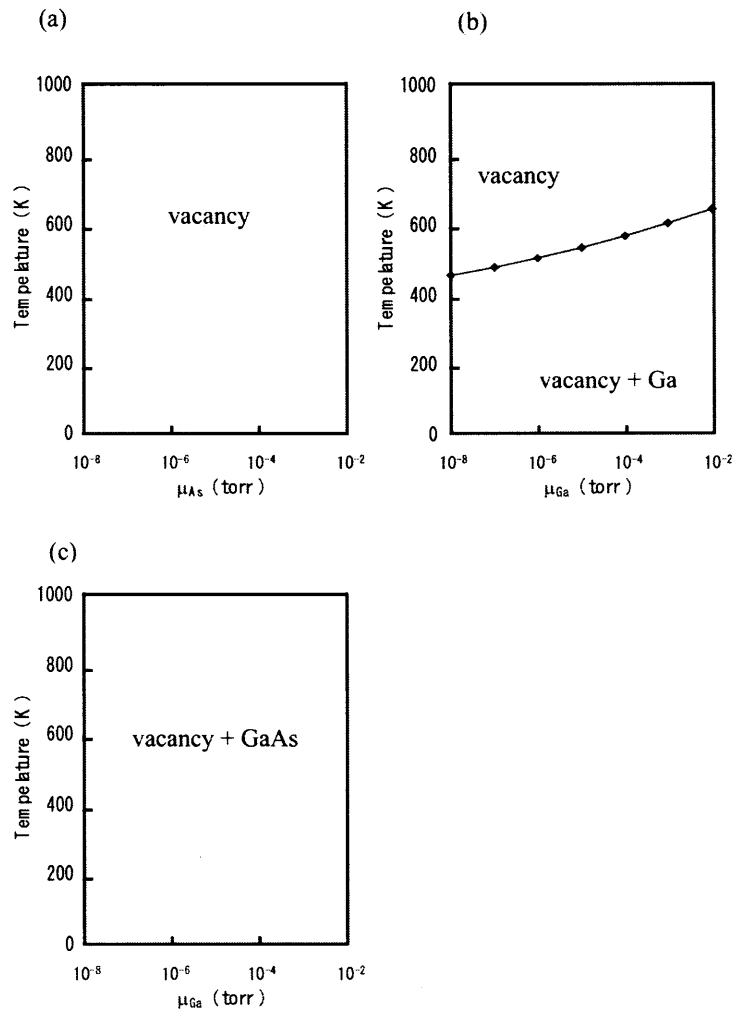 (a)
1000
800
600
400
200
0
Tempelature (K)
vacancy
10⁻⁸
10⁻⁶
10⁻⁴
10⁻²
μAs (torr)
(b)
1000
800
600
400
200
0
Tempelature (K)
vacancy
vacancy + Ga
10⁻⁸
10⁻⁶
10⁻⁴
10⁻²
μGa (torr)
(c)
1000
800
600
400
200
0
Tempelature (K)
vacancy + GaAs
10⁻⁸
10⁻⁶
10⁻⁴
10⁻²
μGa (torr)